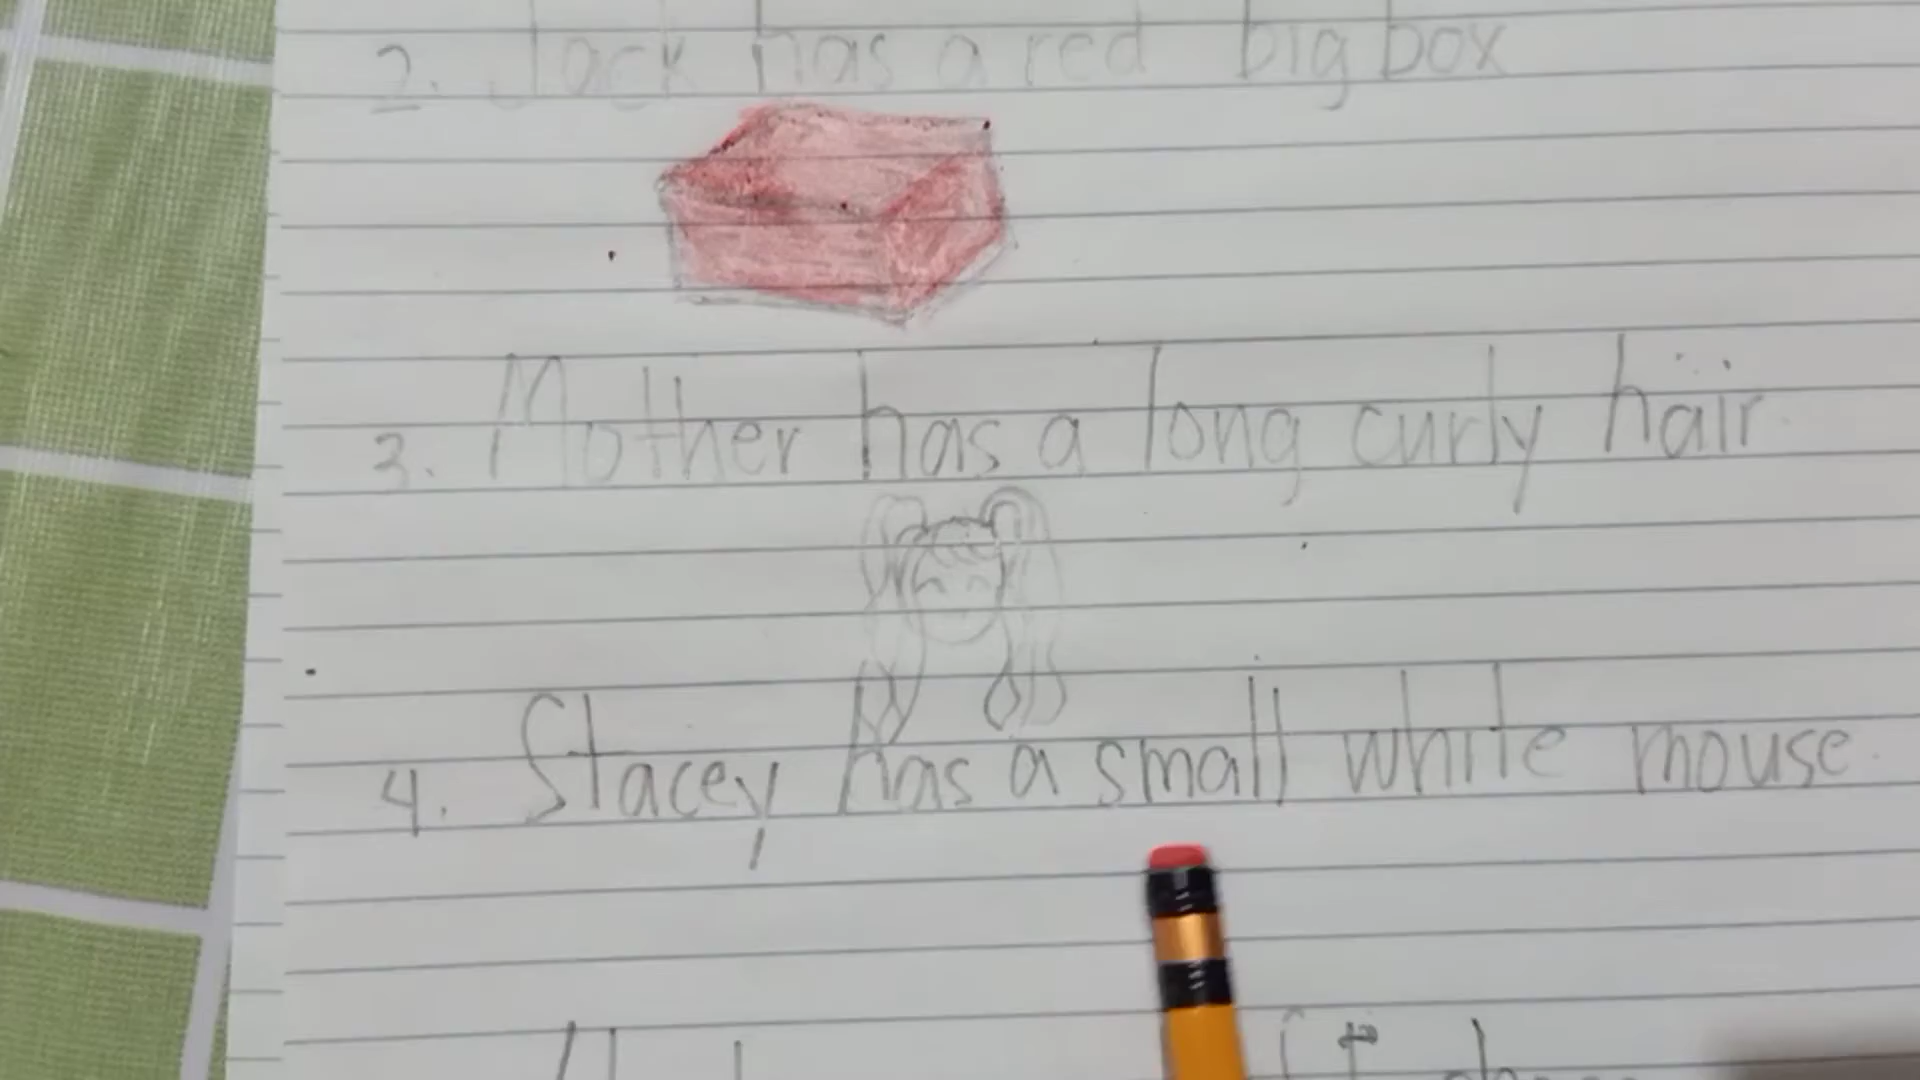 2. Jack has a red big box
3. Mother has a long curly hair.
4. Stacey has a small white mouse.